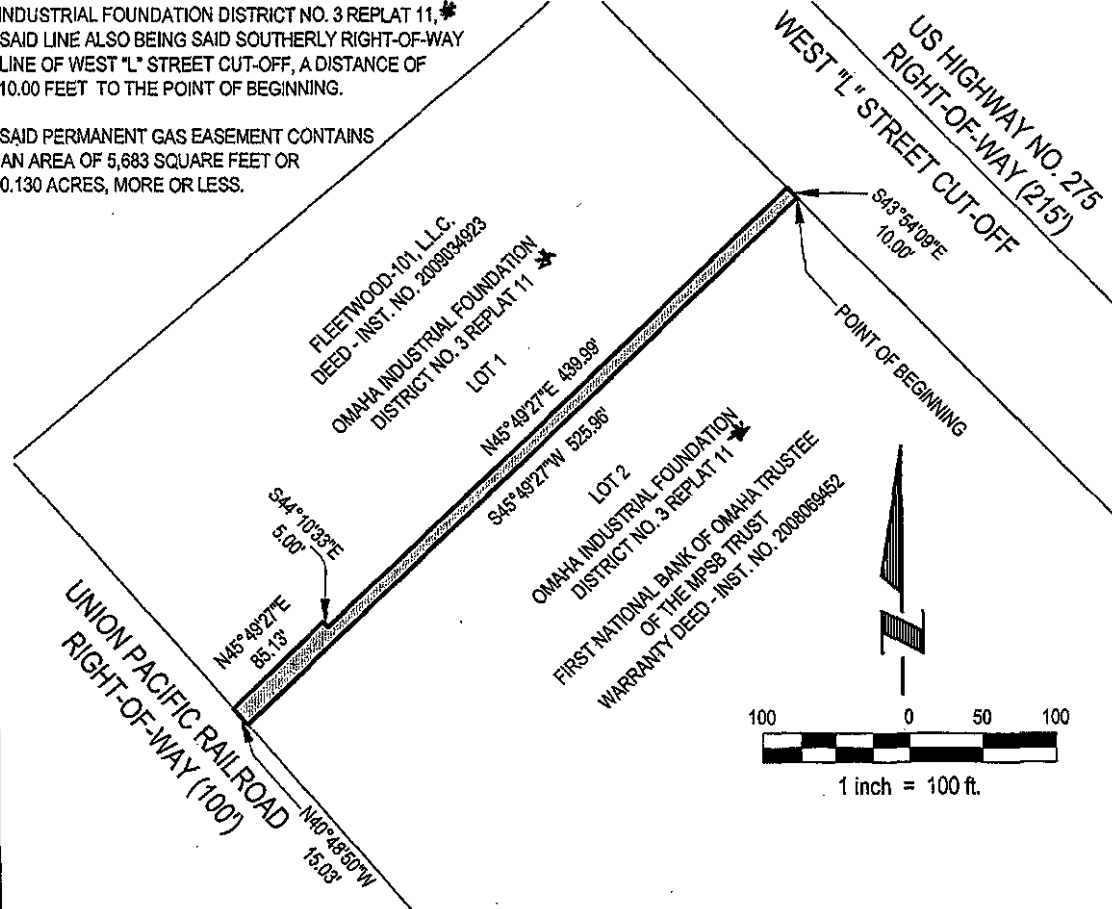 INDUSTRIAL FOUNDATION DISTRICT NO. 3 REPLAT 11,*
SAID LINE ALSO BEING SAID SOUTHERLY RIGHT-OF-WAY
LINE OF WEST "L" STREET CUT-OFF, A DISTANCE OF
10.00 FEET TO THE POINT OF BEGINNING.
SAID PERMANENT GAS EASEMENT CONTAINS
AN AREA OF 5,683 SQUARE FEET OR
0.130 ACRES, MORE OR LESS.
US HIGHWAY NO. 275
RIGHT-OF-WAY (215')
WEST "L" STREET CUT-OFF
S43°54'09"E
10.00'
POINT OF BEGINNING
FLEETWOOD-101, L.L.C.
DEED - INST. NO. 2009034923
OMAHA INDUSTRIAL FOUNDATION
DISTRICT NO. 3 REPLAT 11 *
LOT 1
N45°49'27"E 439.99'
S45°49'27"W 525.96'
LOT 2
OMAHA INDUSTRIAL FOUNDATION
DISTRICT NO. 3 REPLAT 11 *
FIRST NATIONAL BANK OF OMAHA TRUSTEE
OF THE MPSB TRUST
WARRANTY DEED - INST. NO. 2008069452
S44°10'33"E
5.00'
N45°49'27"E
85.13'
UNION PACIFIC RAILROAD
RIGHT-OF-WAY (100')
N40°48'50"W
15.03'
100 0 50 100
1 inch = 100 ft.